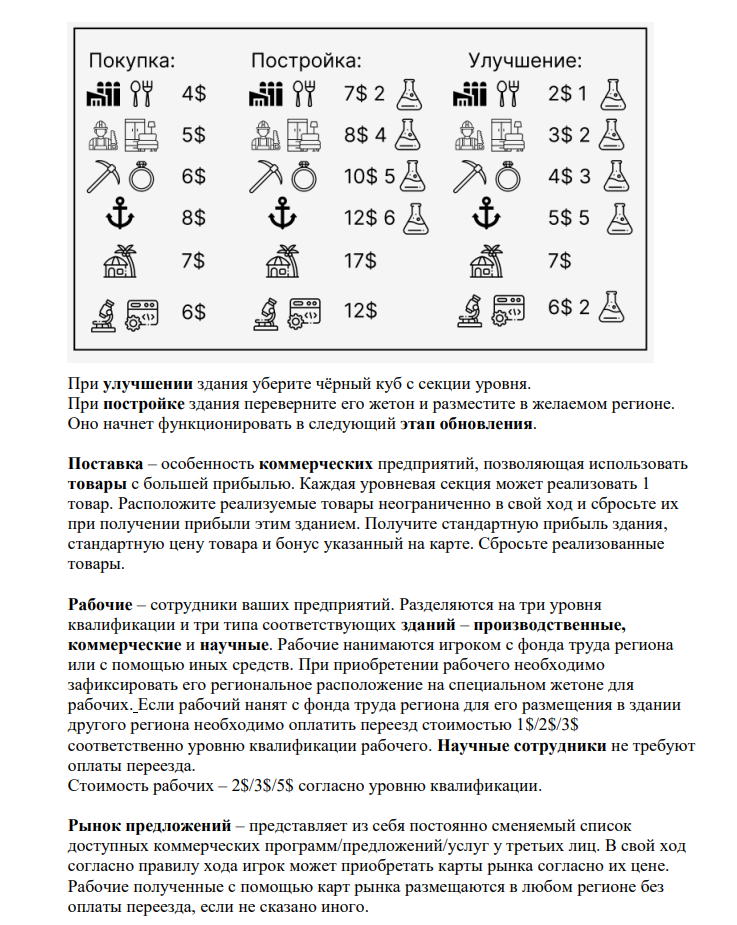 Покупка: Постройка: Улучшение:
4$ 7$ 2 2$ 1
5$ 8$ 4 3$ 2
6$ 10$ 5 4$ 3
8$ 12$ 6 5$ 5
7$ 17$ 7$
6$ 12$ 6$ 2
При улучшении здания уберите чёрный куб с секции уровня.
При постройке здания переверните его жетон и разместите в желаемом регионе.
Оно начнет функционировать в следующий этап обновления.
Поставка – особенность коммерческих предприятий, позволяющая использовать
товары с большей прибылью. Каждая уровневая секция может реализовать 1
товар. Расположите реализуемые товары неограниченно в свой ход и сбросьте их
при получении прибыли этим зданием. Получите стандартную прибыль здания,
стандартную цену товара и бонус указанный на карте. Сбросьте реализованные
товары.
Рабочие – сотрудники ваших предприятий. Разделяются на три уровня
квалификации и три типа соответствующих зданий – производственные,
коммерческие и научные. Рабочие нанимаются игроком с фонда труда региона
или с помощью иных средств. При приобретении рабочего необходимо
зафиксировать его региональное расположение на специальном жетоне для
рабочих. Если рабочий нанят с фонда труда региона для его размещения в здании
другого региона необходимо оплатить переезд стоимостью 1$/2$/3$
соответственно уровню квалификации рабочего. Научные сотрудники не требуют
оплаты переезда.
Стоимость рабочих – 2$/3$/5$ согласно уровню квалификации.
Рынок предложений – представляет из себя постоянно сменяемый список
доступных коммерческих программ/предложений/услуг у третьих лиц. В свой ход
согласно правилу хода игрок может приобретать карты рынка согласно их цене.
Рабочие полученные с помощью карт рынка размещаются в любом регионе без
оплаты переезда, если не сказано иного.